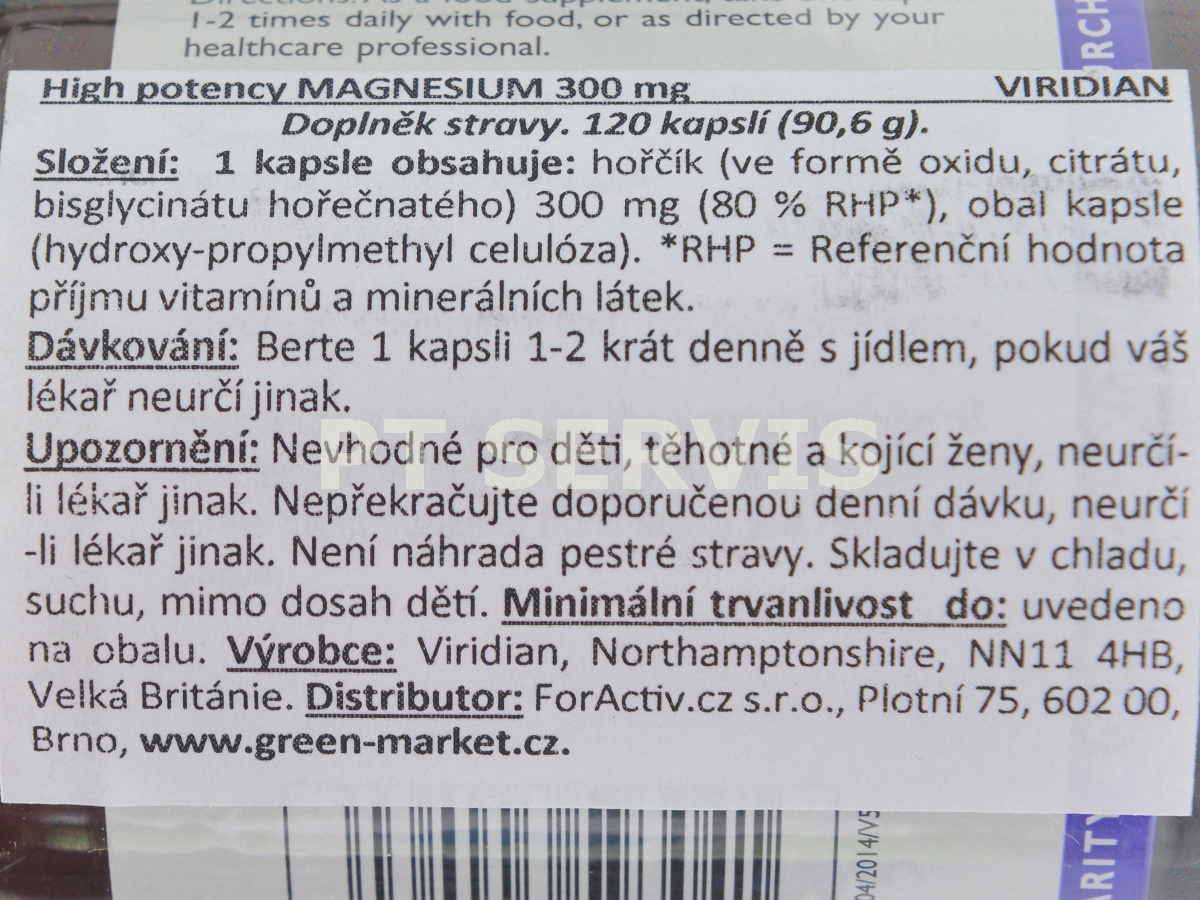 1-2 times daily with food, or as directed by your
healthcare professional.
High potency MAGNESIUM 300 mg VIRIDIAN
Doplněk stravy. 120 kapslí (90,6 g).
Složení: 1 kapsle obsahuje: hořčík (ve formě oxidu, citrátu,
bisglycinátu hořečnatého) 300 mg (80 % RHP*), obal kapsle
(hydroxy-propylmethyl celulóza). *RHP = Referenční hodnota
příjmu vitamínů a minerálních látek.
Dávkování: Berte 1 kapsli 1-2 krát denně s jídlem, pokud váš
lékař neurčí jinak.
PT SERVIS
Upozornění: Nevhodné pro děti, těhotné a kojící ženy, neurčí-
li lékař jinak. Nepřekračujte doporučenou denní dávku, neurčí
-li lékař jinak. Není náhrada pestré stravy. Skladujte v chladu,
suchu, mimo dosah dětí. Minimální trvanlivost do: uvedeno
na obalu. Výrobce: Viridian, Northamptonshire, NN11 4HB,
Velká Británie. Distributor: ForActiv.cz s.r.o., Plotní 75, 602 00,
Brno, www.green-market.cz.
04/2014/V5